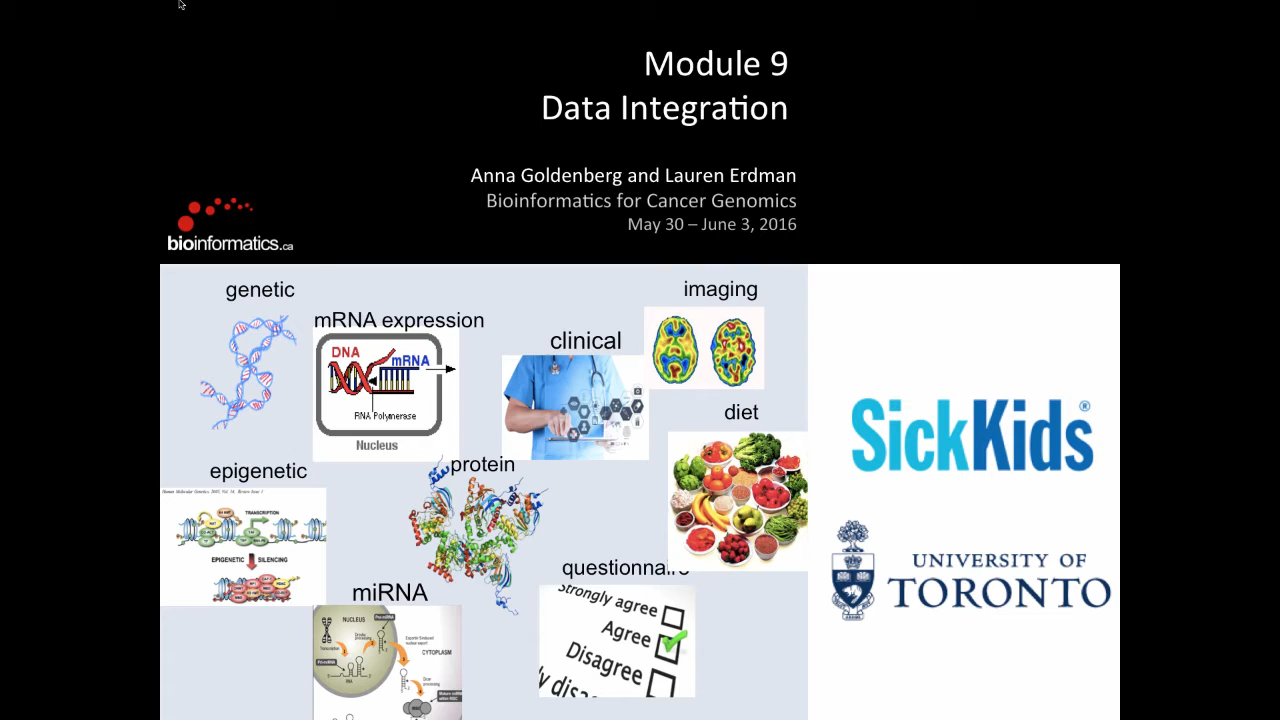 Module 9
Data Integration
Anna Goldenberg and Lauren Erdman
Bioinformatics for Cancer Genomics
May 30 – June 3, 2016
bioinformatics.ca
genetic
mRNA expression
DNA
mRNA
RNA Polymerase
Nucleus
clinical
imaging
diet
SickKids®
epigenetic
TRANSCRIPTION
EPIGENETIC
SILENCING
protein
miRNA
NUCLEUS
CYTOPLASM
questionnaire
Strongly agree
Agree
Disagree
UNIVERSITY OF
TORONTO